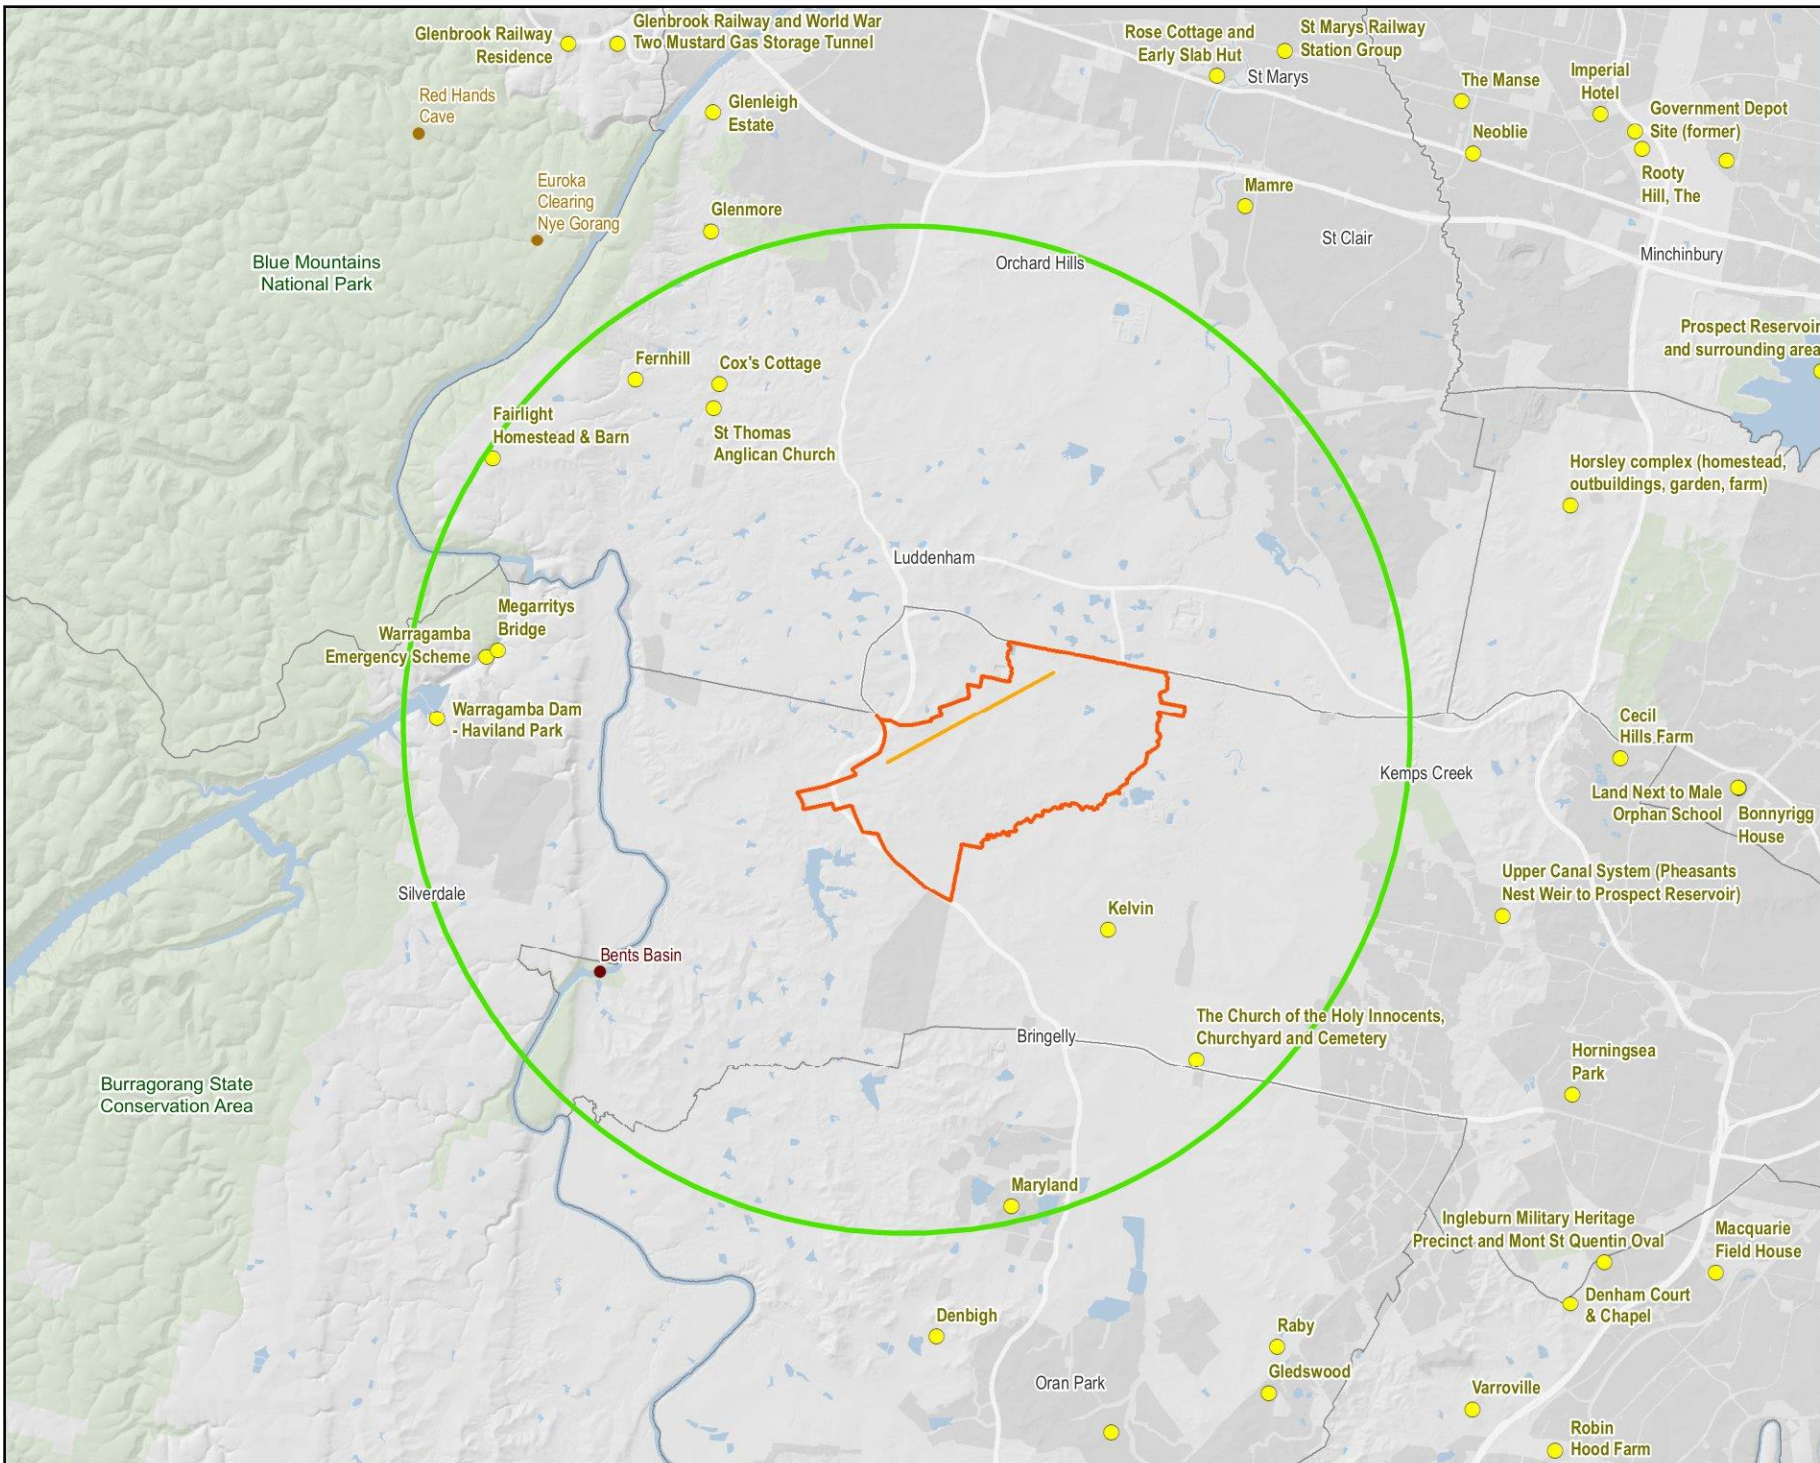 Glenbrook Railway
Residence
Glenbrook Railway and World War
Two Mustard Gas Storage Tunnel
Rose Cottage and
Early Slab Hut
St Marys Railway
Station Group
St Marys
The Manse
Imperial
Hotel
Government Depot
Site (former)
Neoblie
Rooty
Hill, The
Red Hands
Cave
Glenleigh
Estate
Euroka
Clearing
Nye Gorang
Glenmore
Mamre
St Clair
Minchinbury
Blue Mountains
National Park
Orchard Hills
Prospect Reservoir
and surrounding area
Fernhill
Cox's Cottage
Fairlight
Homestead & Barn
St Thomas
Anglican Church
Horsley complex (homestead,
outbuildings, garden, farm)
Luddenham
Megarritys
Bridge
Warragamba
Emergency Scheme
Warragamba Dam
- Haviland Park
Cecil
Hills Farm
Kemps Creek
Land Next to Male
Orphan School
Bonnyrigg
House
Upper Canal System (Pheasants
Nest Weir to Prospect Reservoir)
Silverdale
Kelvin
Bents Basin
The Church of the Holy Innocents,
Churchyard and Cemetery
Bringelly
Horningsea
Park
Burragorang State
Conservation Area
Maryland
Ingleburn Military Heritage
Precinct and Mont St Quentin Oval
Macquarie
Field House
Denham Court
& Chapel
Denbigh
Raby
Gledswood
Oran Park
Varroville
Robin
Hood Farm